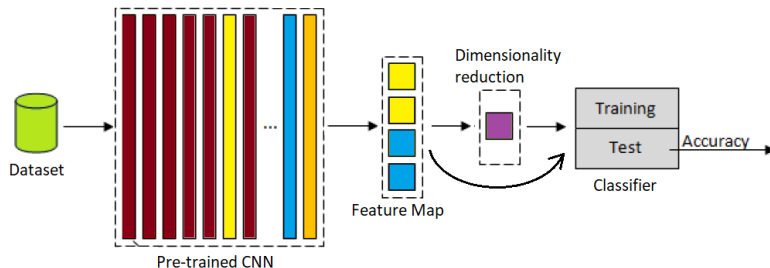 Dataset
Pre-trained CNN
...
Feature Map
Dimensionality
reduction
Training
Test
Classifier
Accuracy